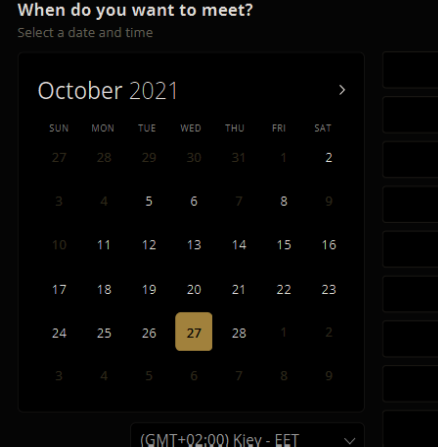 When do you want to meet?
Select a date and time
October 2021 >
SUN MON TUE WED THU FRI SAT
27 28 29 30 31 1 2
3 4 5 6 7 8 9
10 11 12 13 14 15 16
17 18 19 20 21 22 23
24 25 26 27 28 1 2
3 4 5 6 7 8 9
(GMT+02:00) Kiev - EET